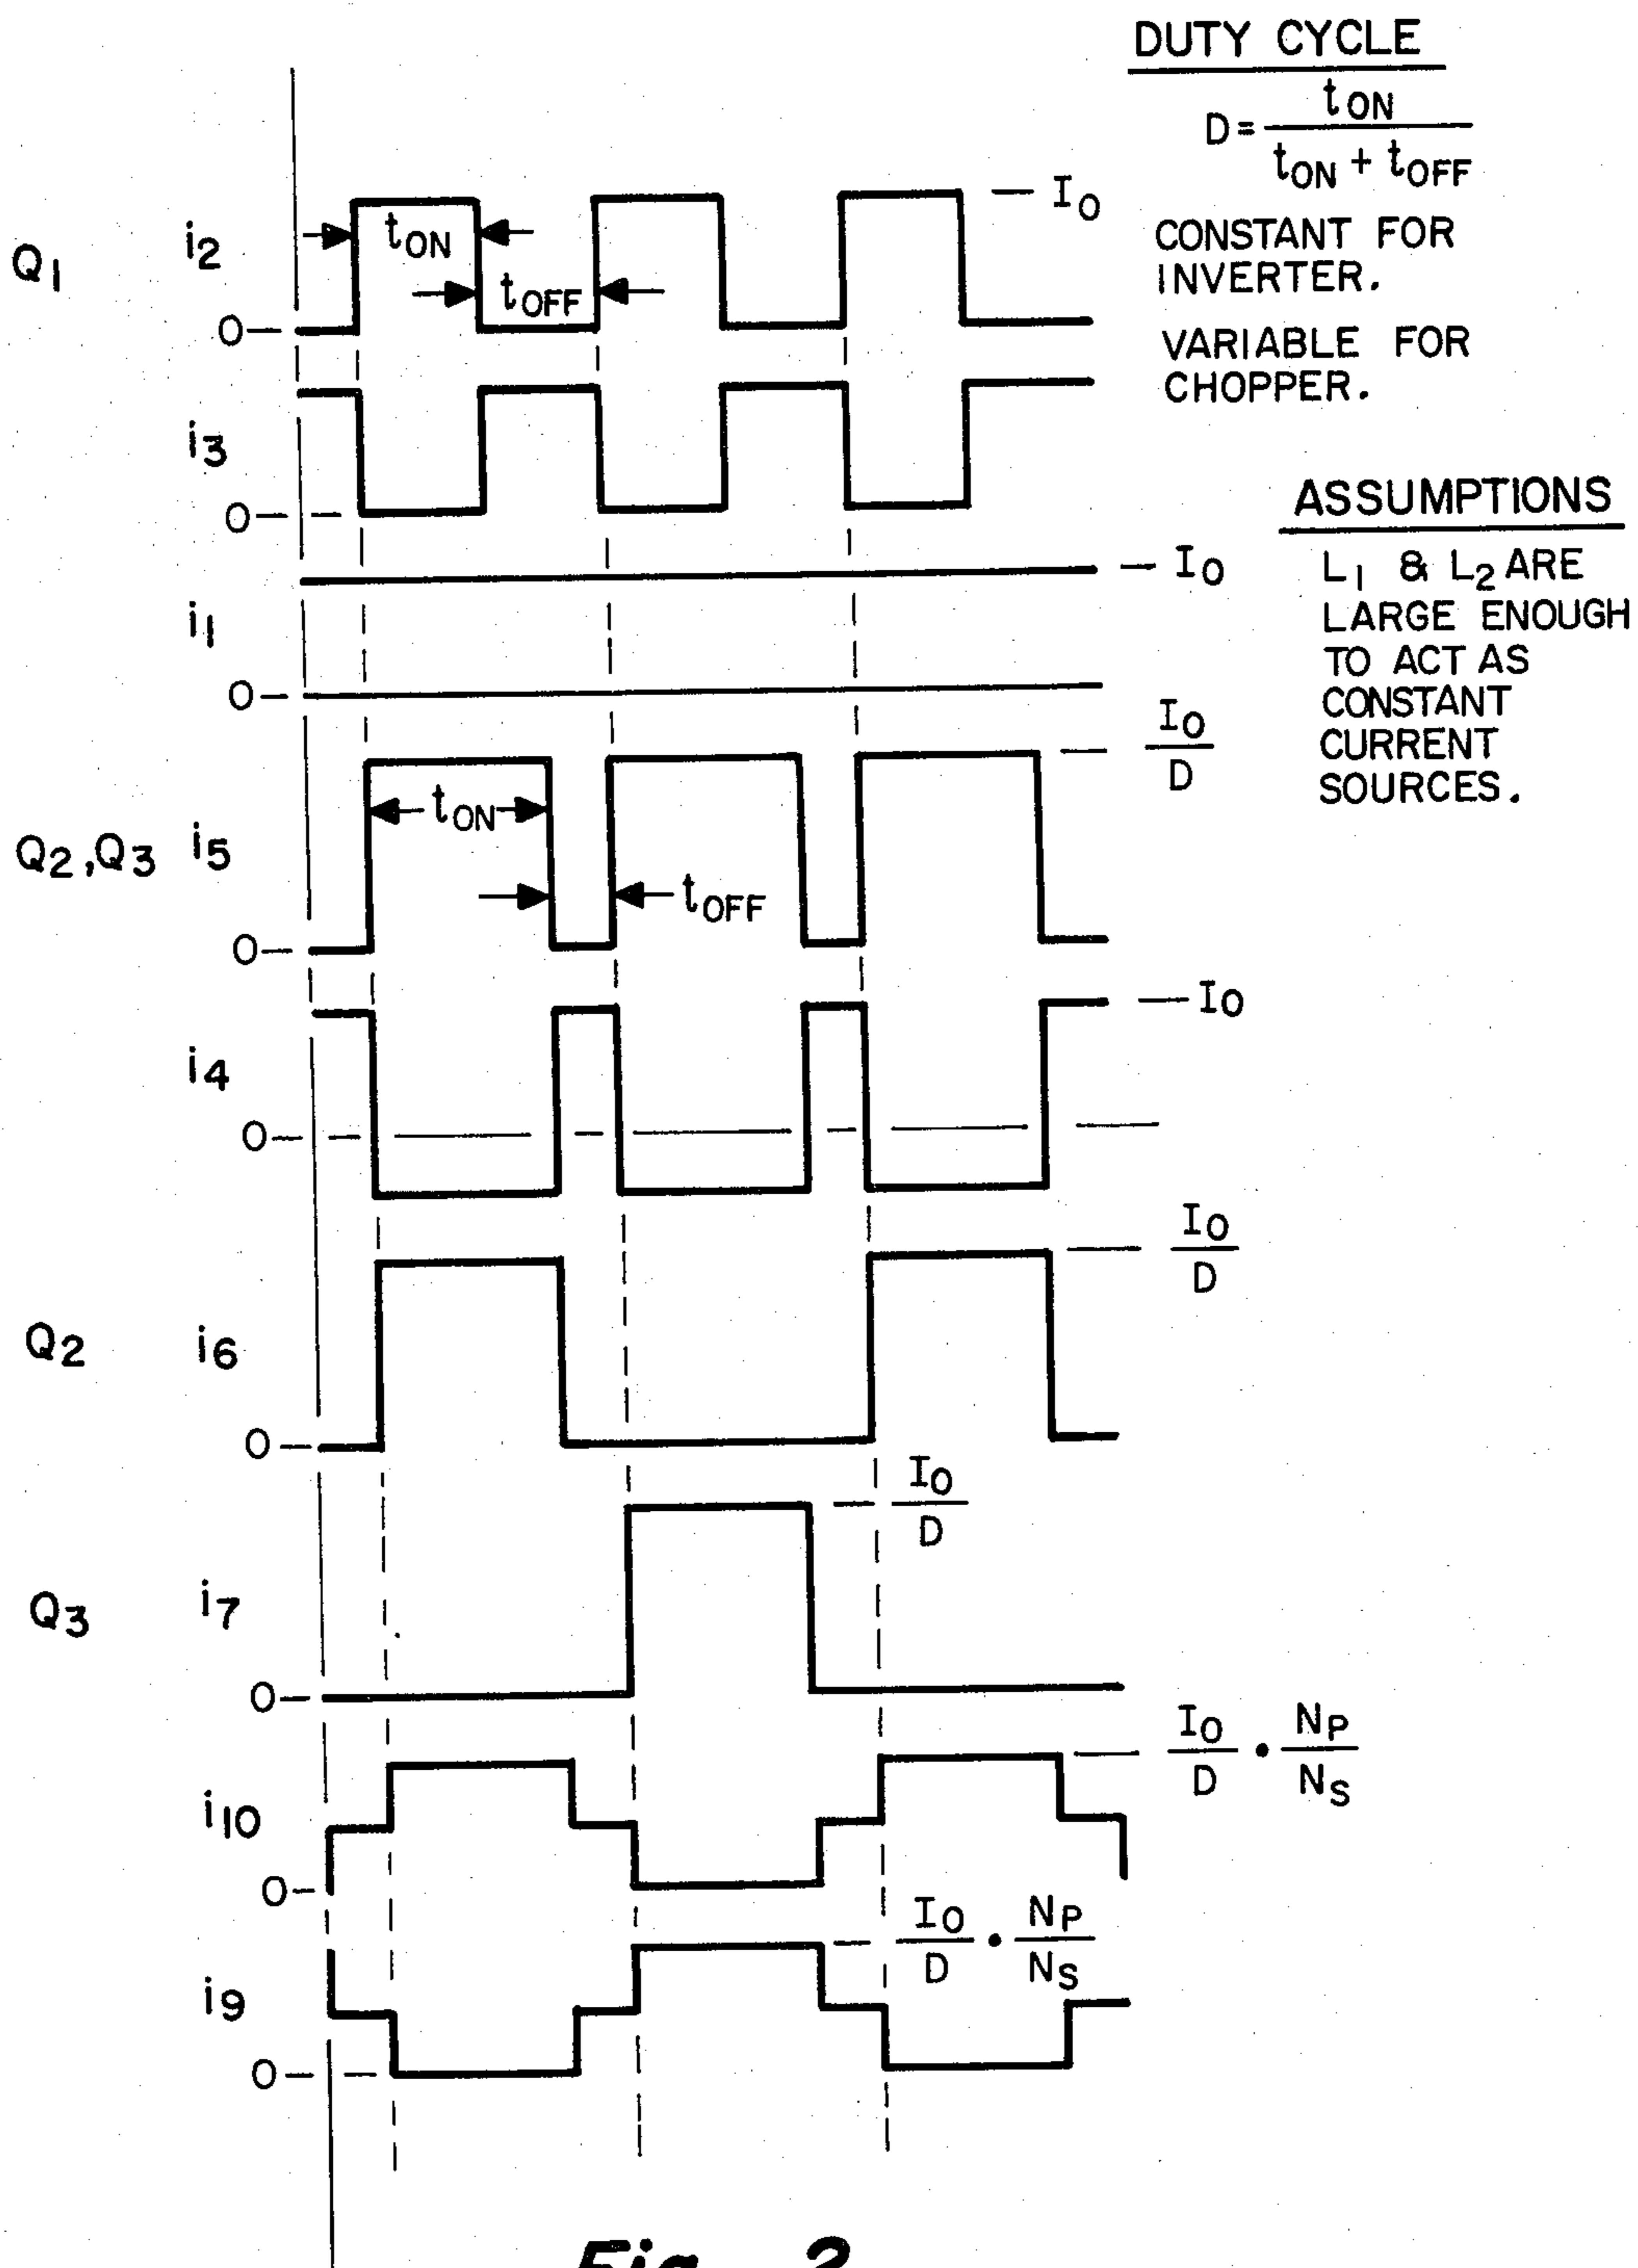 DUTY CYCLE
D = tON / tON + tOFF
CONSTANT FOR
INVERTER.
VARIABLE FOR
CHOPPER.
ASSUMPTIONS
L1 & L2 ARE
LARGE ENOUGH
TO ACT AS
CONSTANT
CURRENT
SOURCES.
Q1 i2 tON I0
tOFF
0
i3
0
I0
i1
0
I0/D
Q2,Q3 i5 tON
tOFF
0
I0
i4
0
I0/D
Q2 i6
0
I0/D
Q3 i7
0
I0/D • NP/NS
i10
0
I0/D • NP/NS
i9
0
Fig. 2